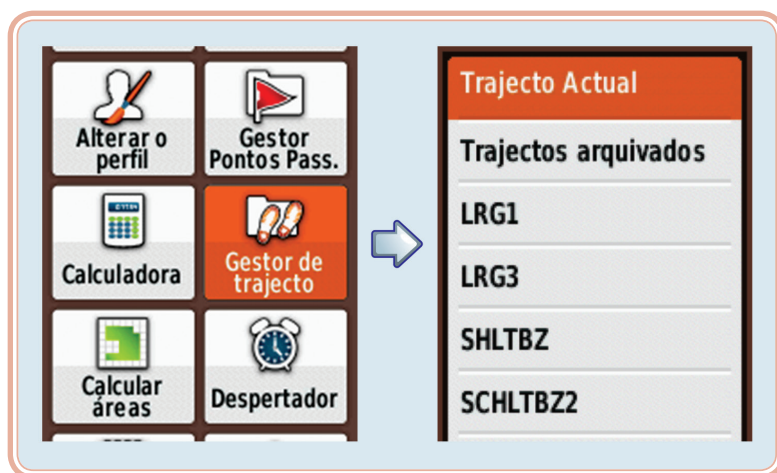 Alterar o
perfil
Gestor
Pontos Pass.
Calculadora
Gestor de
trajecto
Calcular
áreas
Despertador
Trajecto Actual
Trajectos arquivados
LRG1
LRG3
SHLTBZ
SCHLTBZ2